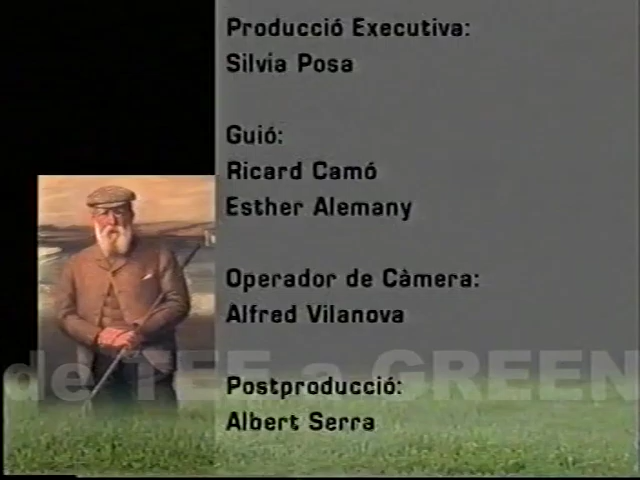 Producció Executiva:
Silvia Posa
Guió:
Ricard Camó
Esther Alemany
Operador de Càmera:
Alfred Vilanova
de TEE a GREEN
Postproducció:
Albert Serra